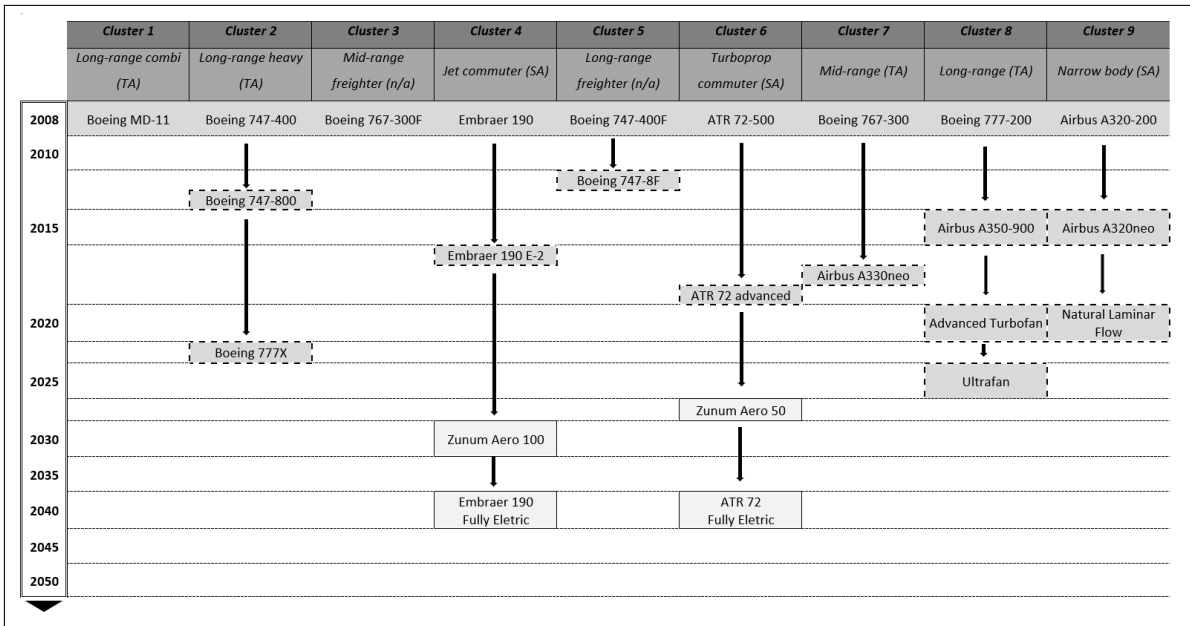 Cluster 1 Cluster 2 Cluster 3 Cluster 4 Cluster 5 Cluster 6 Cluster 7 Cluster 8 Cluster 9
Long-range combi (TA)
Long-range heavy (TA)
Mid-range freighter (n/a)
Jet commuter (SA)
Long-range freighter (n/a)
Turboprop commuter (SA)
Mid-range (TA)
Long-range (TA)
Narrow body (SA)
2008 Boeing MD-11 Boeing 747-400 Boeing 767-300F Embraer 190 Boeing 747-400F ATR 72-500 Boeing 767-300 Boeing 777-200 Airbus A320-200
2010
Boeing 747-8F
Boeing 747-800
2015 Airbus A350-900 Airbus A320neo
Embraer 190 E-2
Airbus A330neo
ATR 72 advanced
2020 Advanced Turbofan Natural Laminar
Flow
Boeing 777X
2025 Ultrafan
Zunum Aero 50
2030 Zunum Aero 100
2035
2040 Embraer 190 ATR 72
Fully Eletric Fully Eletric
2045
2050